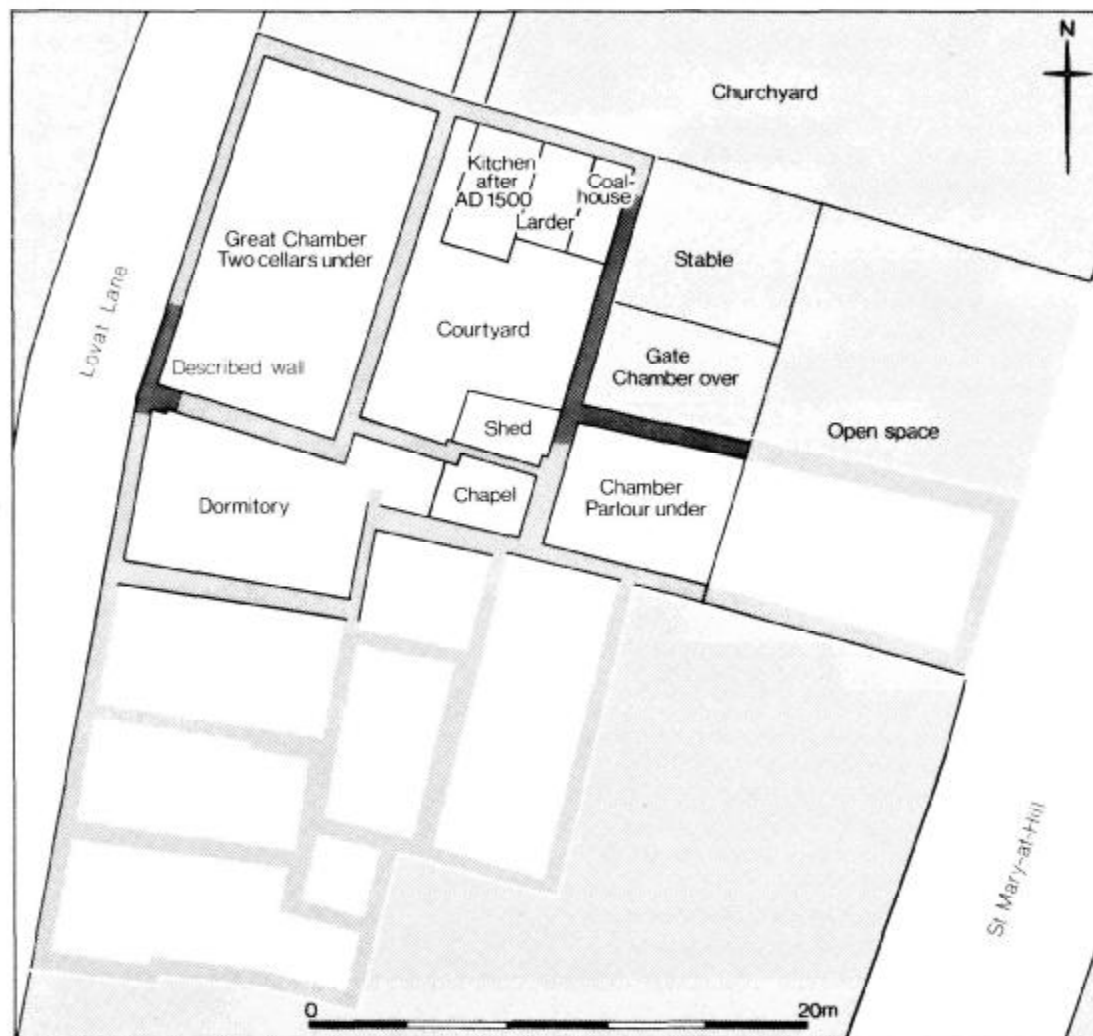 N
Churchyard
Kitchen
after
AD 1500
Coal-
house
Larder
Great Chamber
Two cellars under
Stable
Lovat Lane
Courtyard
Gate
Chamber over
Described wall
Shed
Open space
Chapel
Chamber
Parlour under
Dormitory
St Mary-at-Hill
0
20m